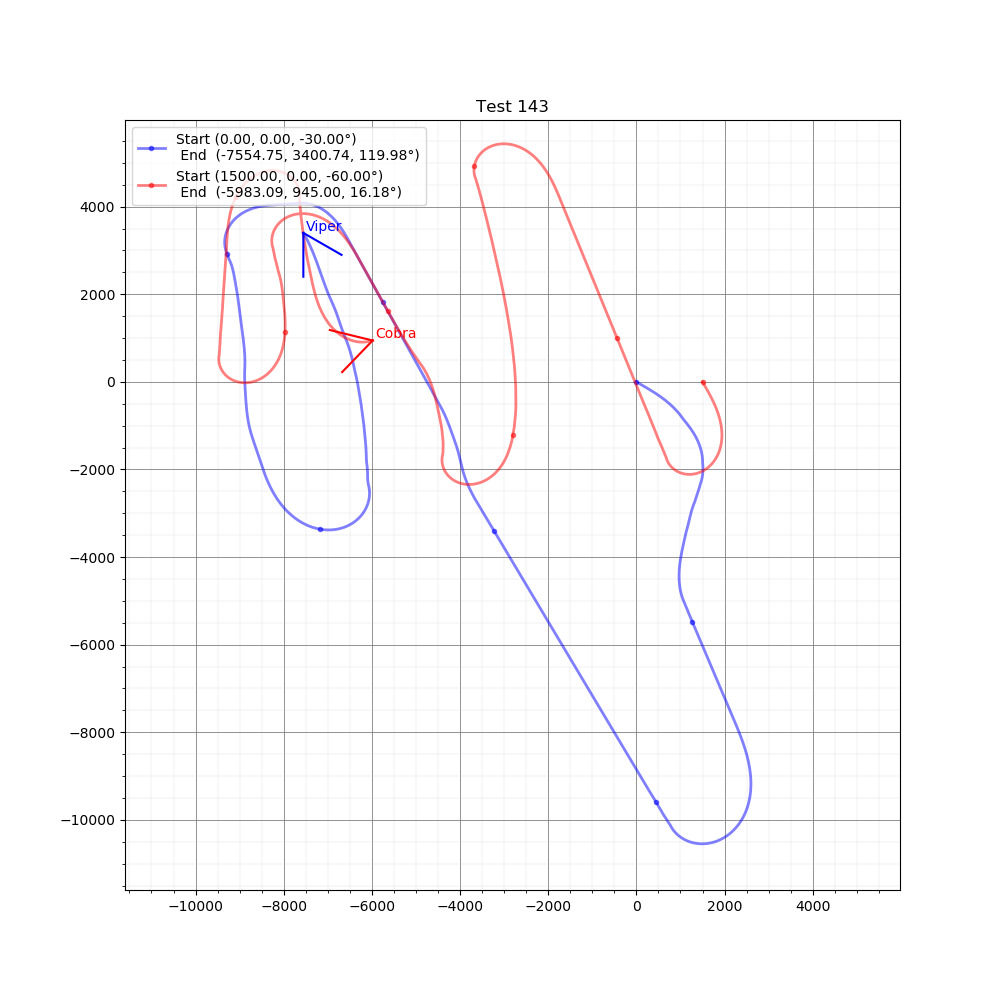 Test 143
Start (0.00, 0.00, -30.00°)
End  (-7554.75, 3400.74, 119.98°)
Start (1500.00, 0.00, -60.00°)
End  (-5983.09, 945.00, 16.18°)
Viper
Cobra
4000
2000
0
−2000
−4000
−6000
−8000
−10000
−10000 −8000 −6000 −4000 −2000 0 2000 4000